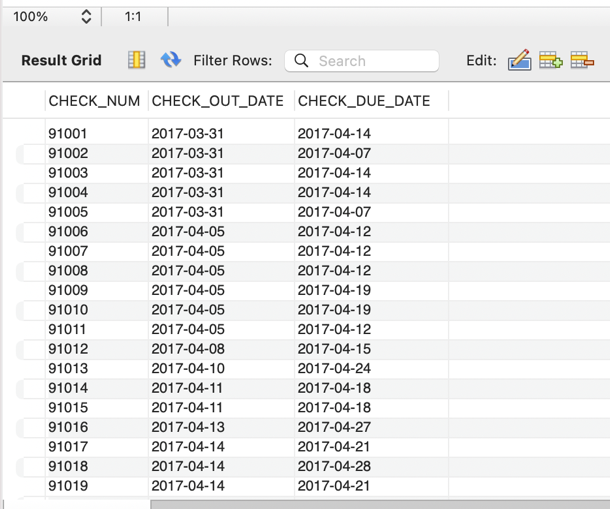 100% 1:1
Result Grid Filter Rows: Search Edit:
CHECK_NUM CHECK_OUT_DATE CHECK_DUE_DATE
91001 2017-03-31 2017-04-14
91002 2017-03-31 2017-04-07
91003 2017-03-31 2017-04-14
91004 2017-03-31 2017-04-14
91005 2017-03-31 2017-04-07
91006 2017-04-05 2017-04-12
91007 2017-04-05 2017-04-12
91008 2017-04-05 2017-04-12
91009 2017-04-05 2017-04-19
91010 2017-04-05 2017-04-19
91011 2017-04-05 2017-04-12
91012 2017-04-08 2017-04-15
91013 2017-04-10 2017-04-24
91014 2017-04-11 2017-04-18
91015 2017-04-11 2017-04-18
91016 2017-04-13 2017-04-27
91017 2017-04-14 2017-04-21
91018 2017-04-14 2017-04-28
91019 2017-04-14 2017-04-21